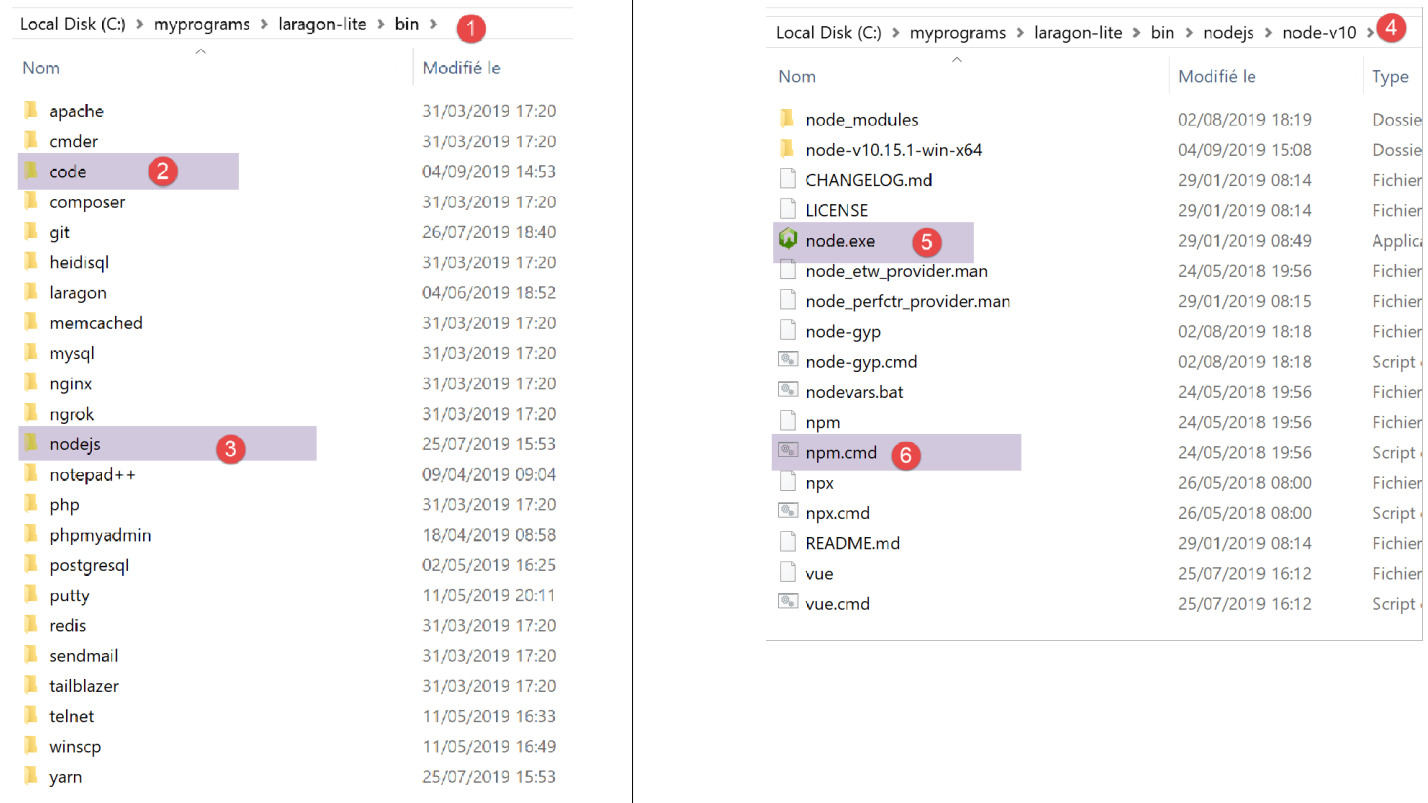 Local Disk (C:) > myprograms > laragon-lite > bin > 1
Nom Modifié le
apache 31/03/2019 17:20
cmder 31/03/2019 17:20
code 2 04/09/2019 14:53
composer 31/03/2019 17:20
git 26/07/2019 18:40
heidisql 31/03/2019 17:20
laragon 04/06/2019 18:52
memcached 31/03/2019 17:20
mysql 31/03/2019 17:20
nginx 31/03/2019 17:20
ngrok 31/03/2019 17:20
nodejs 3 25/07/2019 15:53
notepad++ 09/04/2019 09:04
php 31/03/2019 17:20
phpmyadmin 18/04/2019 08:58
postgresql 02/05/2019 16:25
putty 11/05/2019 20:11
redis 31/03/2019 17:20
sendmail 31/03/2019 17:20
tailblazer 31/03/2019 17:20
telnet 11/05/2019 16:33
winscp 11/05/2019 16:49
yarn 25/07/2019 15:53
Local Disk (C:) > myprograms > laragon-lite > bin > nodejs > node-v10 > 4
Nom Modifié le Type
node_modules 02/08/2019 18:19 Dossie
node-v10.15.1-win-x64 04/09/2019 15:08 Dossie
CHANGELOG.md 29/01/2019 08:14 Fichier
LICENSE 29/01/2019 08:14 Fichier
node.exe 5 29/01/2019 08:49 Applica
node_etw_provider.man 24/05/2018 19:56 Fichier
node_perfctr_provider.man 29/01/2019 08:15 Fichier
node-gyp 02/08/2019 18:18 Fichier
node-gyp.cmd 02/08/2019 18:18 Script
nodevars.bat 24/05/2018 19:56 Fichier
npm 24/05/2018 19:56 Fichier
npm.cmd 6 24/05/2018 19:56 Script
npx 26/05/2018 08:00 Fichier
npx.cmd 26/05/2018 08:00 Script
README.md 29/01/2019 08:14 Fichier
vue 25/07/2019 16:12 Fichier
vue.cmd 25/07/2019 16:12 Script